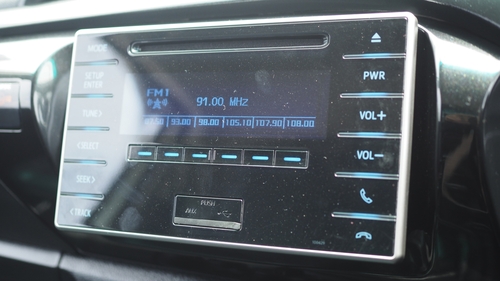 MODE
SETUP
ENTER
TUNE>
<SELECT
SEEK>
<TRACK
FM1
91.00 MHz
93.00 | 98.00 | 105.10 | 107.90 | 108.00
PUSH
AUX
PWR
VOL+
VOL-